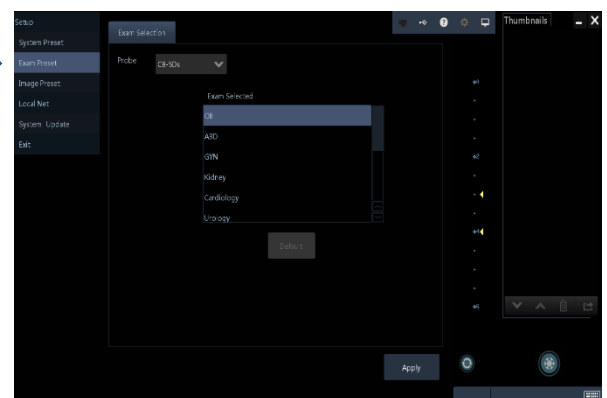 Setup
System Preset
Exam Preset
Image Preset
Local Net
System Update
Exit
Exam Selection
Probe
Exam Selected
OB
ABD
GYN
Kidney
Cardiology
Urology
Default
Apply
Thumbnails